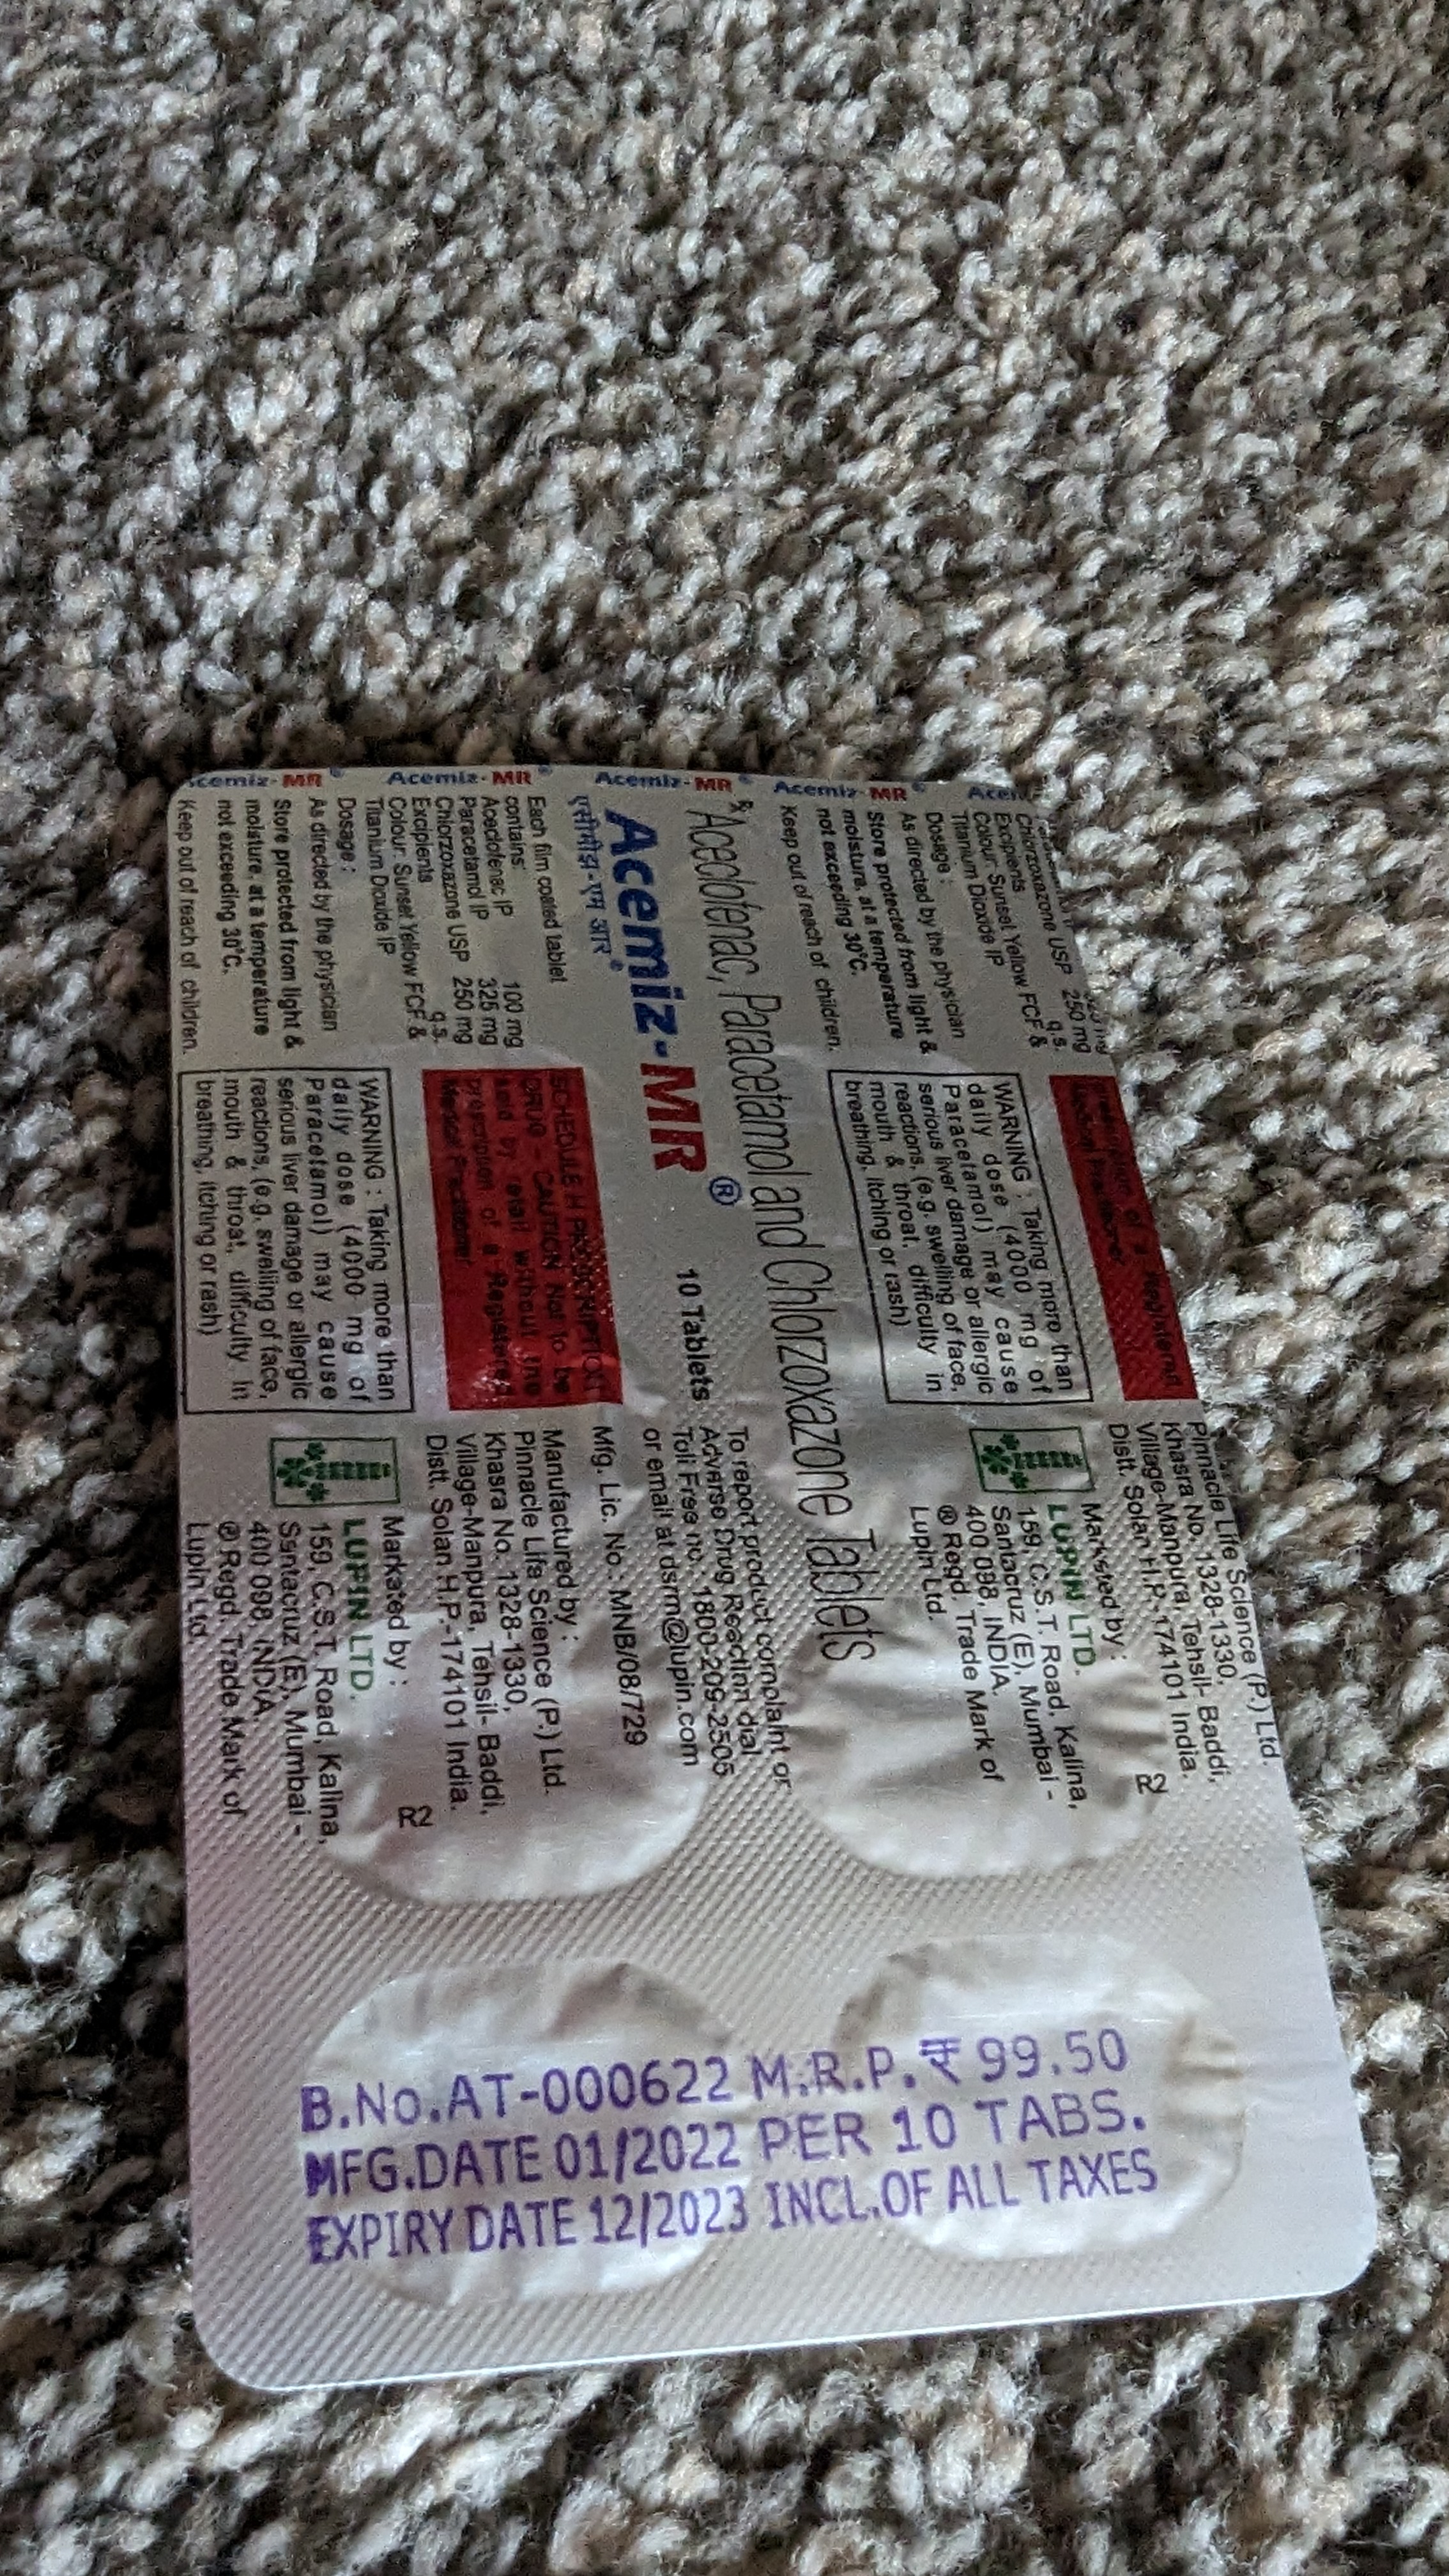 Acemiz-MR® Acemiz-MR® Acemiz-MR® Acemiz-MR®
Chlorzoxazone USP 250 mg
Excipients q.s.
Colour: Sunset Yellow FCF &
Titanium Dioxide IP
Dosage :
As directed by the physician
Store protected from light &
moisture, at a temperature
not exceeding 30°C.
Keep out of reach of children.
WARNING : Taking more than
daily dose (4000 mg of
Paracetamol) may cause
serious liver damage or allergic
reactions, (e.g. swelling of face,
mouth & throat, difficulty in
breathing, itching or rash)
Pinnacle Life Science (P.) Ltd.
Khasra No. 1328-1330,
Village-Manpura, Tehsil- Baddi,
Distt. Solan H.P.-174101 India.
R2
Marketed by :
LUPIN LTD.
159, C.S.T. Road, Kalina,
Santacruz (E), Mumbai -
400 098, INDIA.
® Regd. Trade Mark of
Lupin Ltd.
℞Aceclofenac, Paracetamol and Chlorzoxazone Tablets
Acemiz-MR®
एसीमीझ-एम आर®
10 Tablets
To report product complaint or
Adverse Drug Reaction dial
Toll Free no. 1800-209-2505
or email at dsrm@lupin.com
Each film coated tablet
contains:
Aceclofenac IP 100 mg
Paracetamol IP 325 mg
Chlorzoxazone USP 250 mg
Excipients q.s.
Colour: Sunset Yellow FCF &
Titanium Dioxide IP
Dosage :
As directed by the physician
Store protected from light &
moisture, at a temperature
not exceeding 30°C.
Keep out of reach of children.
SCHEDULE H PRESCRIPTION
DRUG - CAUTION Not to be
sold by retail without the
prescription of a Registered
Medical Practitioner
WARNING : Taking more than
daily dose (4000 mg of
Paracetamol) may cause
serious liver damage or allergic
reactions, (e.g. swelling of face,
mouth & throat, difficulty in
breathing, itching or rash)
Mfg. Lic. No.: MNB/08/729
Manufactured by :
Pinnacle Life Science (P.) Ltd.
Khasra No. 1328-1330,
Village-Manpura, Tehsil- Baddi,
Distt. Solan H.P.-174101 India.
R2
Marketed by :
LUPIN LTD.
159, C.S.T. Road, Kalina,
Santacruz (E), Mumbai -
400 098, INDIA.
® Regd. Trade Mark of
Lupin Ltd.
B.No.AT-000622 M.R.P.₹ 99.50
MFG.DATE 01/2022 PER 10 TABS.
EXPIRY DATE 12/2023 INCL.OF ALL TAXES